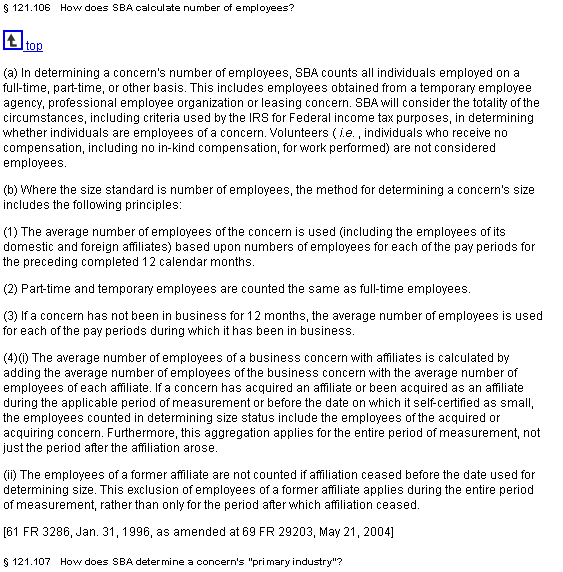 § 121.106   How does SBA calculate number of employees?
top
(a) In determining a concern's number of employees, SBA counts all individuals employed on a
full-time, part-time, or other basis. This includes employees obtained from a temporary employee
agency, professional employee organization or leasing concern. SBA will consider the totality of the
circumstances, including criteria used by the IRS for Federal income tax purposes, in determining
whether individuals are employees of a concern. Volunteers ( i.e. , individuals who receive no
compensation, including no in-kind compensation, for work performed) are not considered
employees.
(b) Where the size standard is number of employees, the method for determining a concern's size
includes the following principles:
(1) The average number of employees of the concern is used (including the employees of its
domestic and foreign affiliates) based upon numbers of employees for each of the pay periods for
the preceding completed 12 calendar months.
(2) Part-time and temporary employees are counted the same as full-time employees.
(3) If a concern has not been in business for 12 months, the average number of employees is used
for each of the pay periods during which it has been in business.
(4)(i) The average number of employees of a business concern with affiliates is calculated by
adding the average number of employees of the business concern with the average number of
employees of each affiliate. If a concern has acquired an affiliate or been acquired as an affiliate
during the applicable period of measurement or before the date on which it self-certified as small,
the employees counted in determining size status include the employees of the acquired or
acquiring concern. Furthermore, this aggregation applies for the entire period of measurement, not
just the period after the affiliation arose.
(ii) The employees of a former affiliate are not counted if affiliation ceased before the date used for
determining size. This exclusion of employees of a former affiliate applies during the entire period
of measurement, rather than only for the period after which affiliation ceased.
[61 FR 3286, Jan. 31, 1996, as amended at 69 FR 29203, May 21, 2004]
§ 121.107   How does SBA determine a concern's "primary industry"?